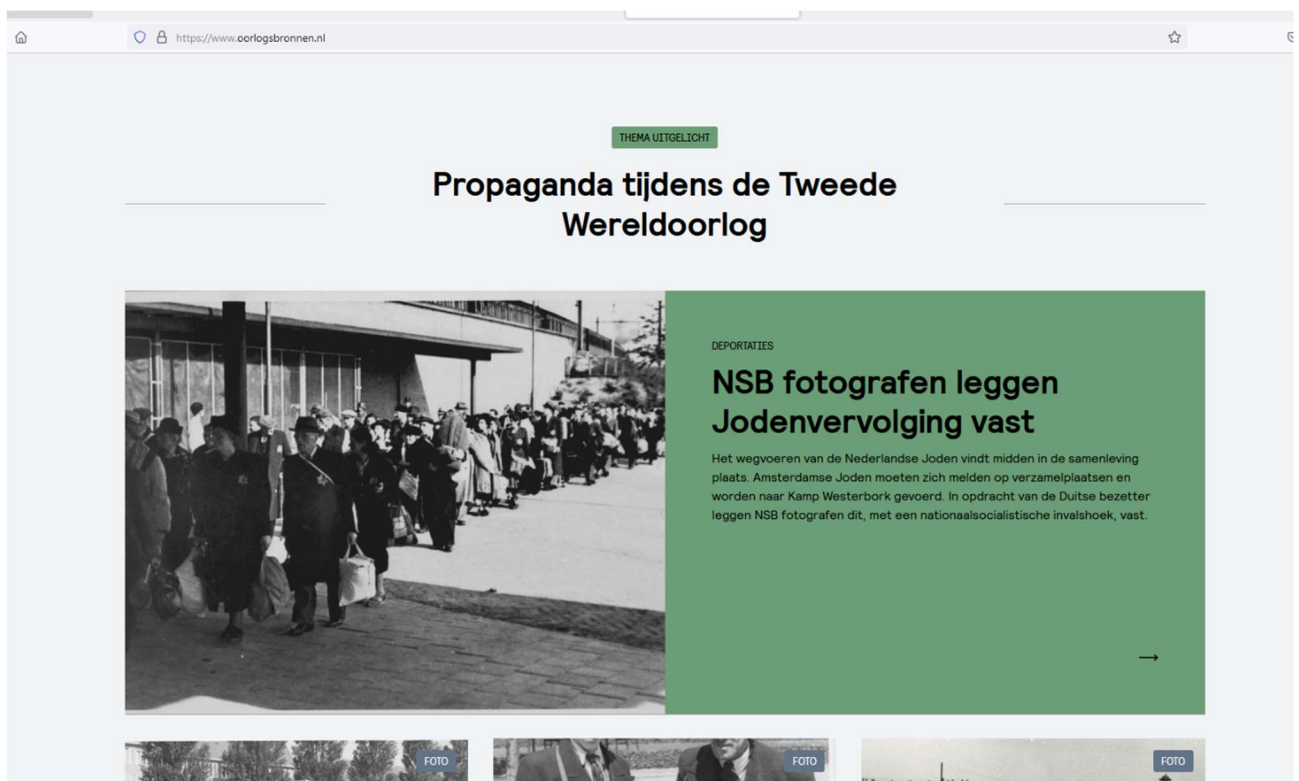 https://www.oorlogsbronnen.nl
THEMA UITGELICHT
Propaganda tijdens de Tweede
Wereldoorlog
DEPORTATIES
NSB fotografen leggen
Jodenvervolging vast
Het wegvoeren van de Nederlandse Joden vindt midden in de samenleving
plaats. Amsterdamse Joden moeten zich melden op verzamelplaatsen en
worden naar Kamp Westerbork gevoerd. In opdracht van de Duitse bezetter
leggen NSB fotografen dit, met een nationaalsocialistische invalshoek, vast.
FOTO
FOTO
FOTO